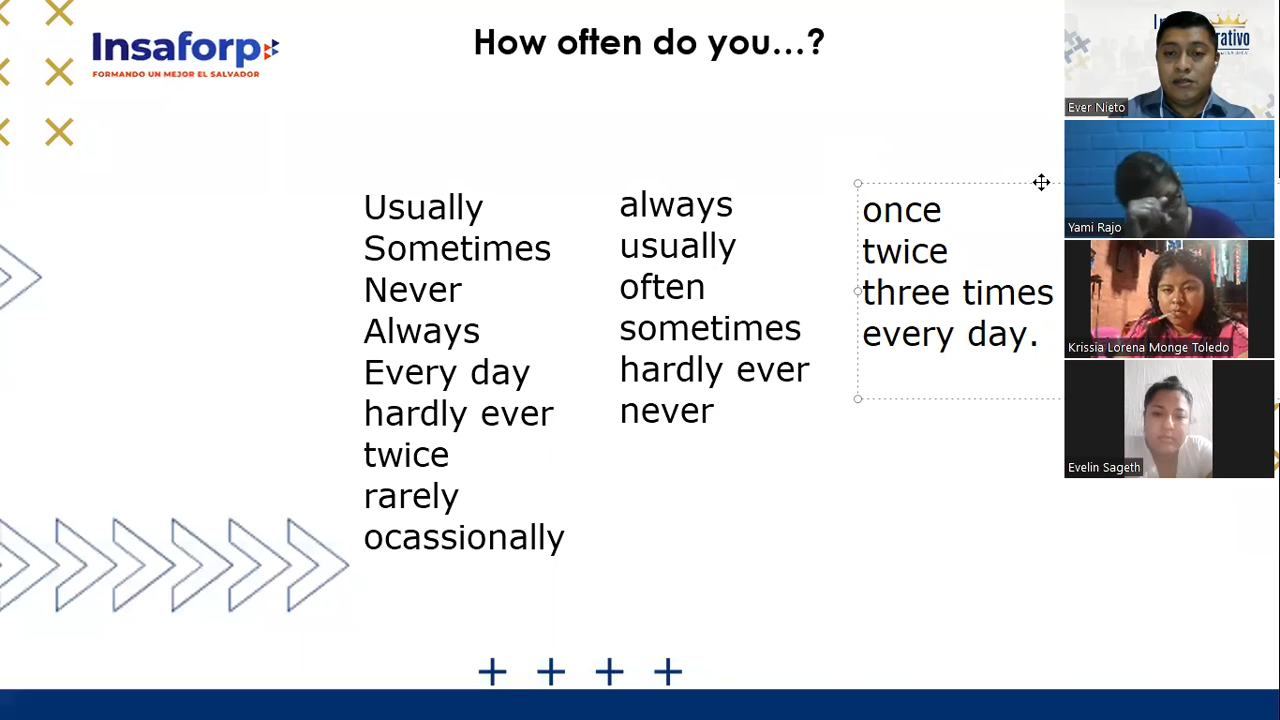 Insaforp
FORMANDO UN MEJOR EL SALVADOR
How often do you...?
Usually
Sometimes
Never
Always
Every day
hardly ever
twice
rarely
ocassionally
always
usually
often
sometimes
hardly ever
never
once
twice
three times
every day.
Ever Nieto
Yami Rajo
Krissia Lorena Monge Toledo
Evelin Sageth